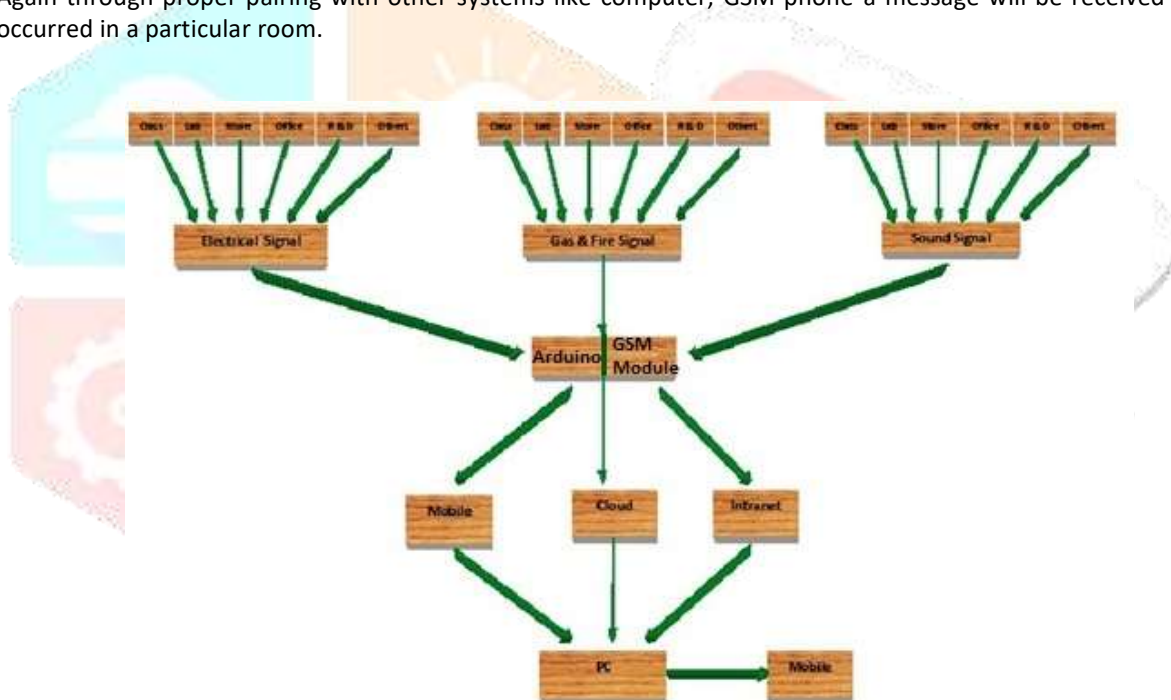 Again through proper pairing with other systems like computer, GSM phone a message will be received
occurred in a particular room.
Class Lab Store Office R & D Others
Class Lab Store Office R & D Others
Class Lab Store Office R & D Others
Electrical Signal
Gas & Fire Signal
Sound Signal
Arduino
GSM
Module
Mobile
Cloud
Intranet
PC
Mobile